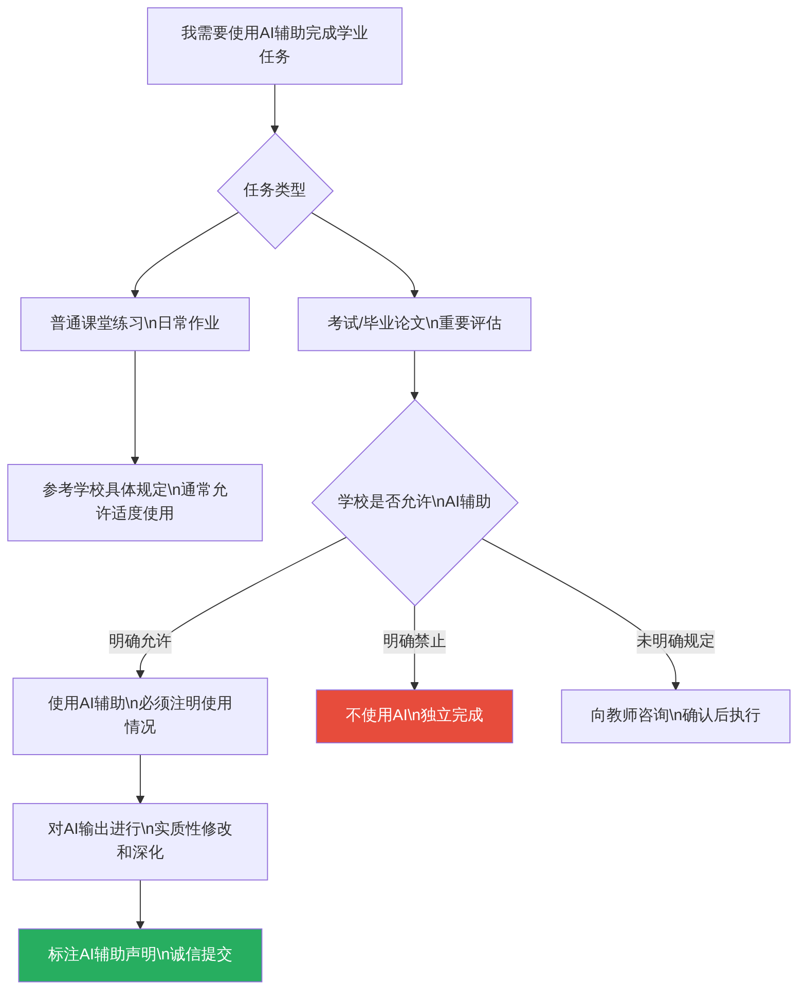 我需要使用AI辅助完成学业
任务
任务类型
普通课堂练习\n日常作业
考试/毕业论文\n重要评估
参考学校具体规定\n通常允
许适度使用
学校是否允许\nAI辅助
明确允许
明确禁止
未明确规定
使用AI辅助\n必须注明使用
情况
不使用AI\n独立完成
向教师咨询\n确认后执行
对AI输出进行\n实质性修改
和深化
标注AI辅助声明\n诚信提交